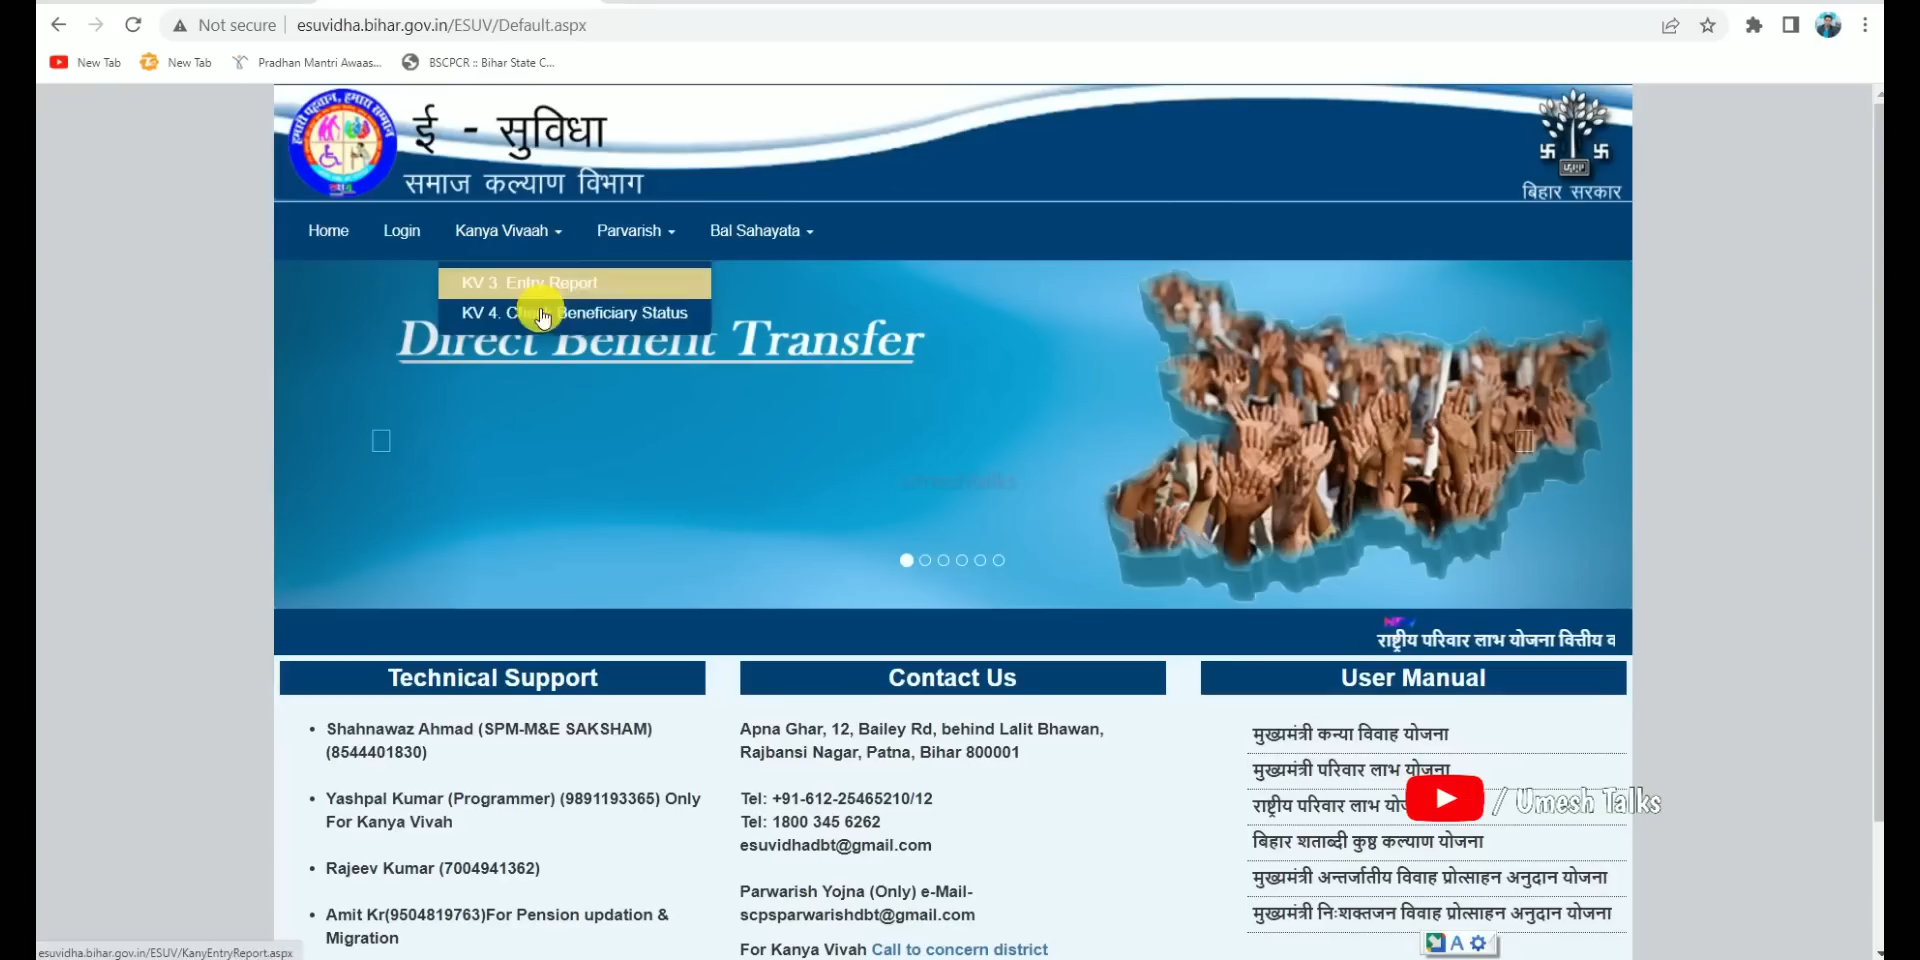 Not secure esuvidha.bihar.gov.in/ESUV/Default.aspx
New Tab New Tab Pradhan Mantri Awaas... BSCPCR :: Bihar State C...
हमारी पहचान, हमारा सम्मान
ई - सुविधा
समाज कल्याण विभाग
बिहार सरकार
Home Login Kanya Vivaah Parvarish Bal Sahayata
KV 3. Entry Report
KV 4. Beneficiary Status
Direct Benefit Transfer
राष्ट्रीय परिवार लाभ योजना वित्तीय व
Technical Support
Shahnawaz Ahmad (SPM-M&E SAKSHAM)
(8544401830)
Yashpal Kumar (Programmer) (9891193365) Only
For Kanya Vivah
Rajeev Kumar (7004941362)
Amit Kr(9504819763)For Pension updation &
Migration
Contact Us
Apna Ghar, 12, Bailey Rd, behind Lalit Bhawan,
Rajbansi Nagar, Patna, Bihar 800001
Tel: +91-612-25465210/12
Tel: 1800 345 6262
esuvidhadbt@gmail.com
Parwarish Yojna (Only) e-Mail-
scpsparwarishdbt@gmail.com
For Kanya Vivah Call to concern district
User Manual
मुख्यमंत्री कन्या विवाह योजना
मुख्यमंत्री परिवार लाभ योजना
राष्ट्रीय परिवार लाभ
/ Umesh Talks
बिहार शताब्दी कुष्ठ कल्याण योजना
मुख्यमंत्री अन्तर्जातीय विवाह प्रोत्साहन अनुदान योजना
मुख्यमंत्री निःशक्तजन विवाह प्रोत्साहन अनुदान योजना
A
esuvidha.bihar.gov.in/ESUV/KanyEntryReport.aspx